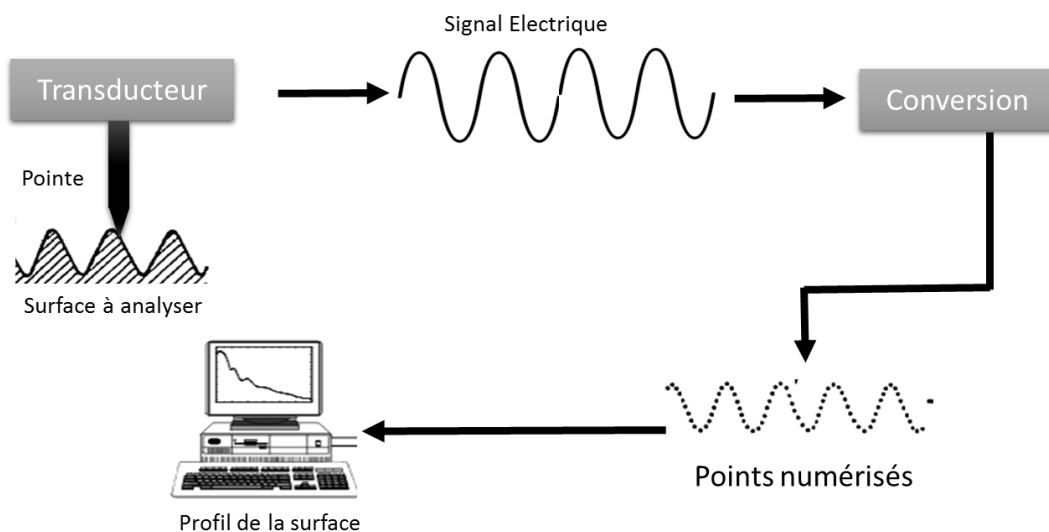 Signal Electrique
Transducteur
Conversion
Pointe
Surface à analyser
Points numérisés
Profil de la surface